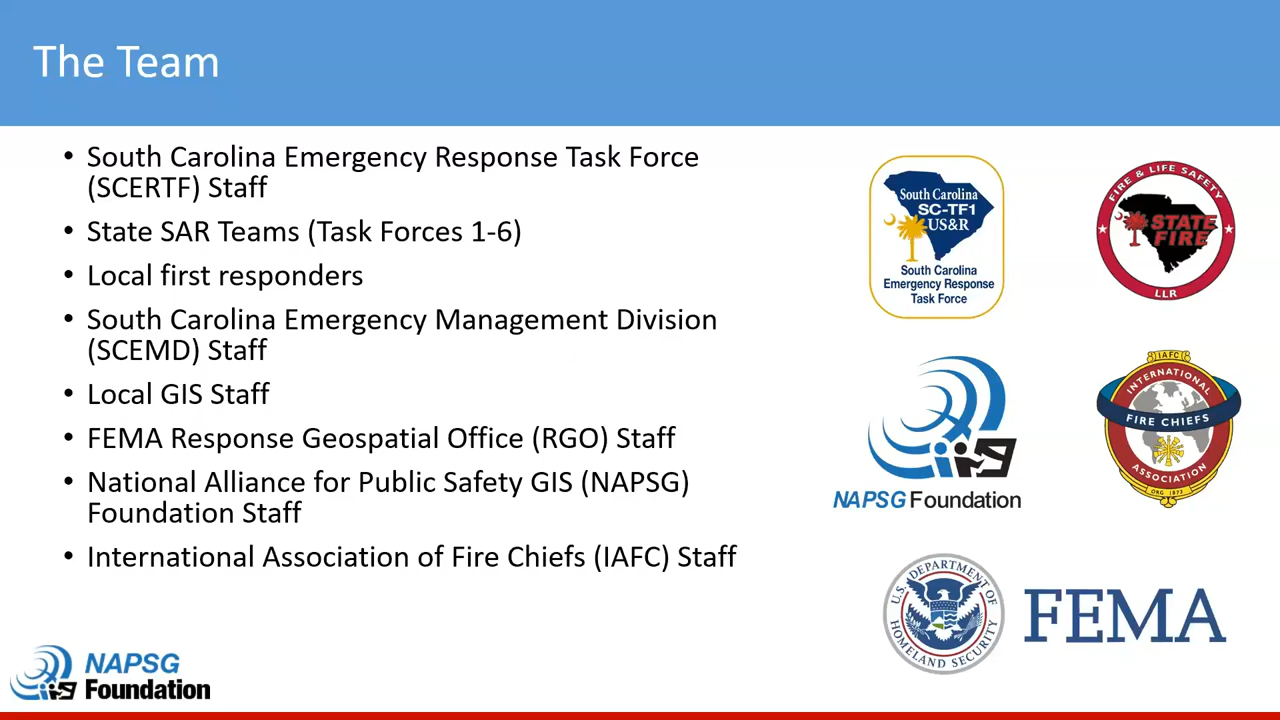 The Team
• South Carolina Emergency Response Task Force
(SCERTF) Staff
• State SAR Teams (Task Forces 1-6)
• Local first responders
• South Carolina Emergency Management Division
(SCEMD) Staff
• Local GIS Staff
• FEMA Response Geospatial Office (RGO) Staff
• National Alliance for Public Safety GIS (NAPSG)
Foundation Staff
• International Association of Fire Chiefs (IAFC) Staff
South Carolina
SC-TF1
US&R
South Carolina
Emergency Response
Task Force
FIRE & LIFE SAFETY
STATE
FIRE
LLR
NAPSG Foundation
IAFC
INTERNATIONAL
FIRE CHIEFS
ASSOCIATION
ORG 1873
U.S. DEPARTMENT OF
HOMELAND SECURITY
FEMA
NAPSG
Foundation